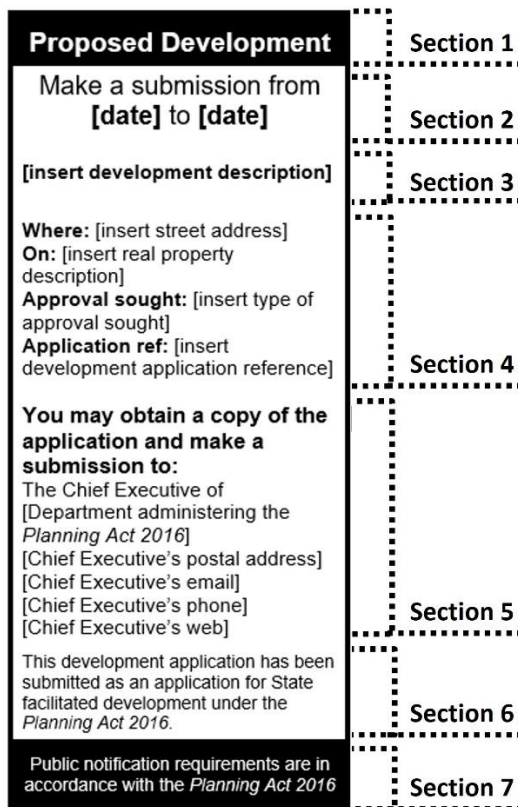 Proposed Development
Section 1
Make a submission from
[date] to [date]
Section 2
[insert development description]
Section 3
Where: [insert street address]
On: [insert real property
description]
Approval sought: [insert type of
approval sought]
Application ref: [insert
development application reference]
Section 4
You may obtain a copy of the
application and make a
submission to:
The Chief Executive of
[Department administering the
Planning Act 2016]
[Chief Executive's postal address]
[Chief Executive's email]
[Chief Executive's phone]
[Chief Executive's web]
Section 5
This development application has been
submitted as an application for State
facilitated development under the
Planning Act 2016.
Section 6
Public notification requirements are in
accordance with the Planning Act 2016
Section 7